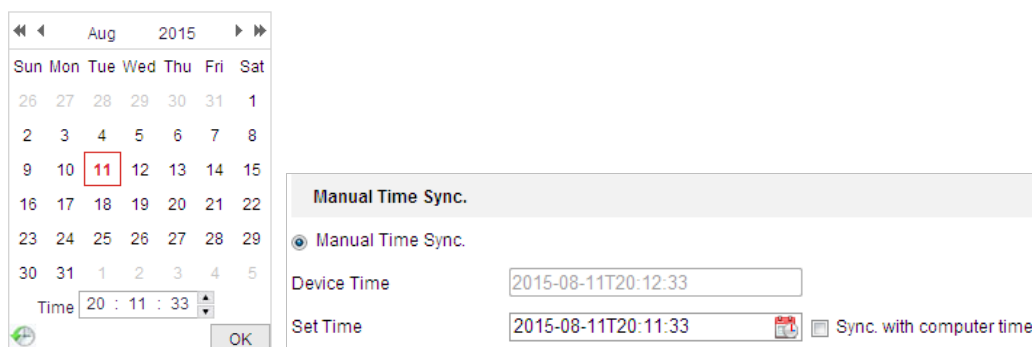 Aug 2015
Sun Mon Tue Wed Thu Fri Sat
26 27 28 29 30 31 1
2 3 4 5 6 7 8
9 10 11 12 13 14 15
16 17 18 19 20 21 22
23 24 25 26 27 28 29
30 31 1 2 3 4 5
Time 20 : 11 : 33
OK
Manual Time Sync.
Manual Time Sync.
Device Time 2015-08-11T20:12:33
Set Time 2015-08-11T20:11:33 Sync. with computer time